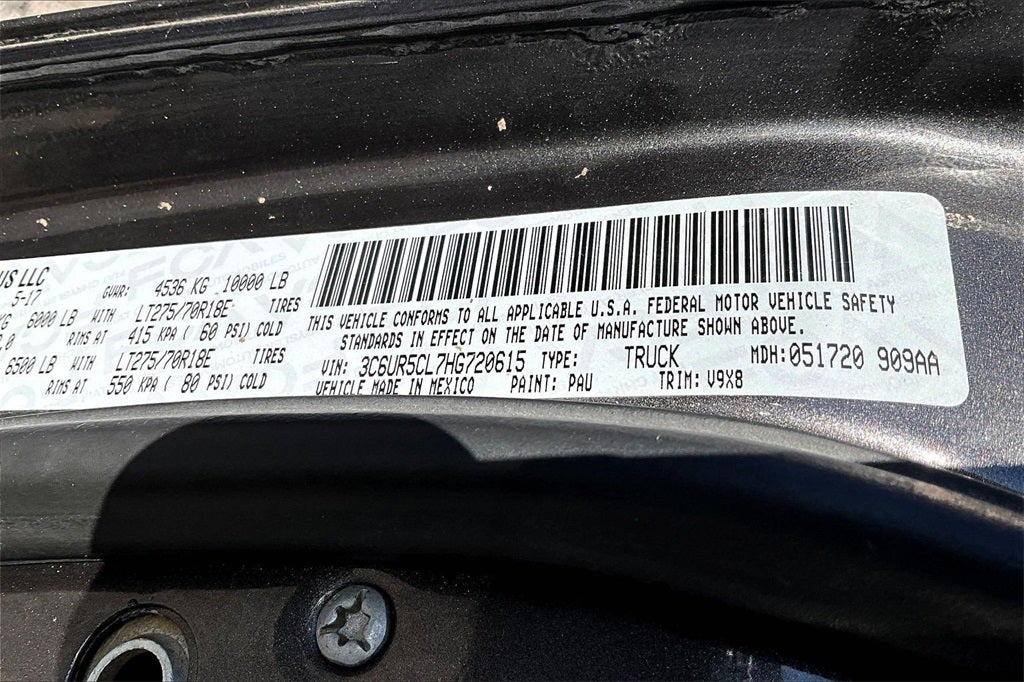 US LLC
5-17 GVWR: 4536 KG 10000 LB
KG 6000 LB WITH LT275/70R18E TIRES
.0 RIMS AT 415 KPA ( 60 PSI) COLD
6500 LB WITH LT275/70R18E TIRES
RIMS AT 550 KPA ( 80 PSI) COLD
THIS VEHICLE CONFORMS TO ALL APPLICABLE U.S.A. FEDERAL MOTOR VEHICLE SAFETY
STANDARDS IN EFFECT ON THE DATE OF MANUFACTURE SHOWN ABOVE.
VIN: 3C6UR5CL7HG720615 TYPE: TRUCK MDH: 051720 909AA
VEHICLE MADE IN MEXICO PAINT: PAU TRIM: V9X8